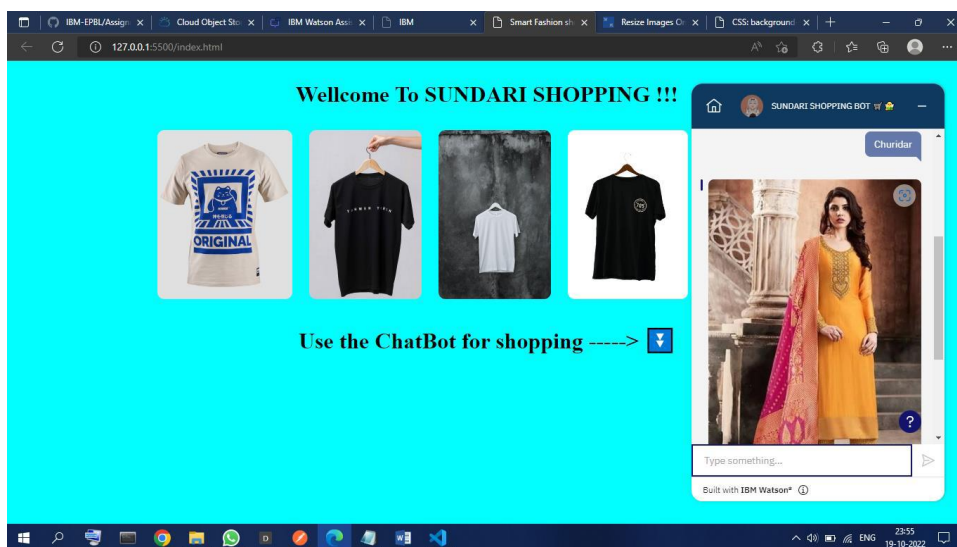 IBM-EPBL/Assign
Cloud Object Sto
IBM Watson Assi
IBM
Smart Fashion sh
Resize Images O
CSS: background
127.0.0.1:5500/index.html
Wellcome To SUNDARI SHOPPING !!!
SUNDARI SHOPPING BOT
Churidar
ORIGINAL
Use the ChatBot for shopping ----->
?
Type something...
Built with IBM Watson®
ENG
23:55
19-10-2022